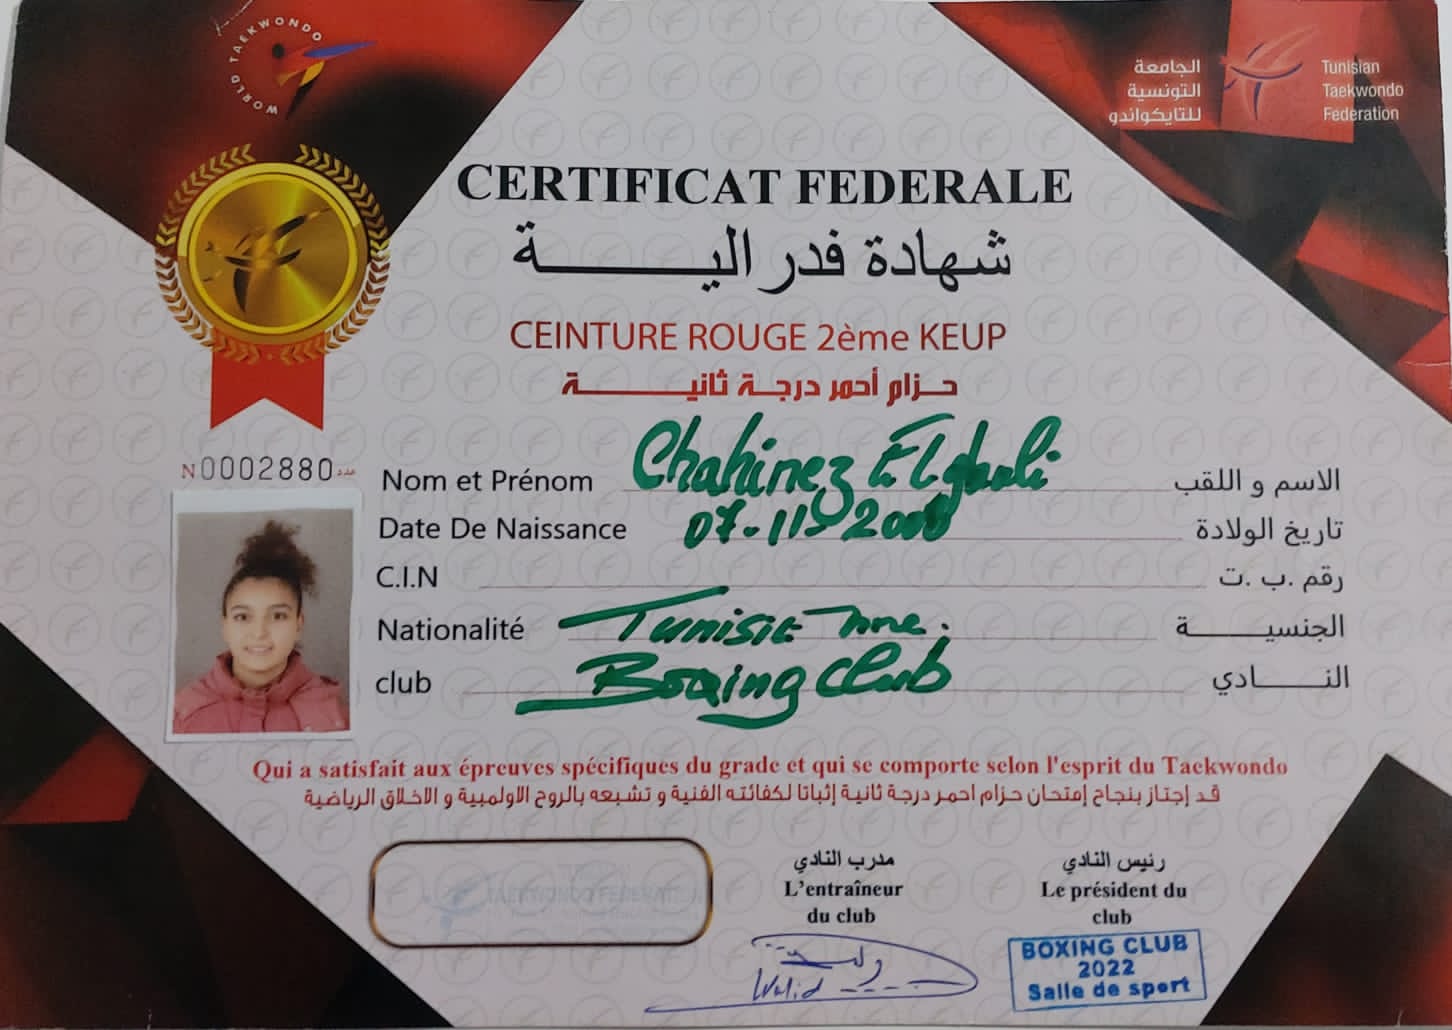 WORLD TAEKWONDO
الجامعة
التونسية
للتايكواندو
Tunisian
Taekwondo
Federation
CERTIFICAT FEDERALE
شهادة فدرالية
CEINTURE ROUGE 2ème KEUP
حزام أحمر درجة ثانية
N0002880 عدد
Nom et Prénom Chahinez Elghali الاسم و اللقب
Date De Naissance 07-11-2008 تاريخ الولادة
C.I.N رقم .ب .ت
Nationalité Tunisienne. الجنسية
club Boxing club النادي
Qui a satisfait aux épreuves spécifiques du grade et qui se comporte selon l'esprit du Taekwondo
قد إجتاز بنجاح إمتحان حزام احمر درجة ثانية إثباتا لكفائته الفنية و تشبعه بالروح الاولمبية و الاخلاق الرياضية
TAEKWONDO FEDERATION
مدرب النادي
L'entraîneur
du club
Walid
رئيس النادي
Le président du
club
BOXING CLUB
2022
Salle de sport